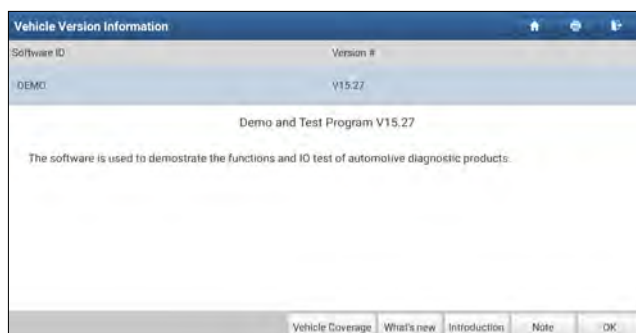 Vehicle Version Information
Software ID Version #
DEMO V15.27
Demo and Test Program V15.27
The software is used to demostrate the functions and IO test of automotive diagnostic products.
Vehicle Coverage What's new Introduction Note OK